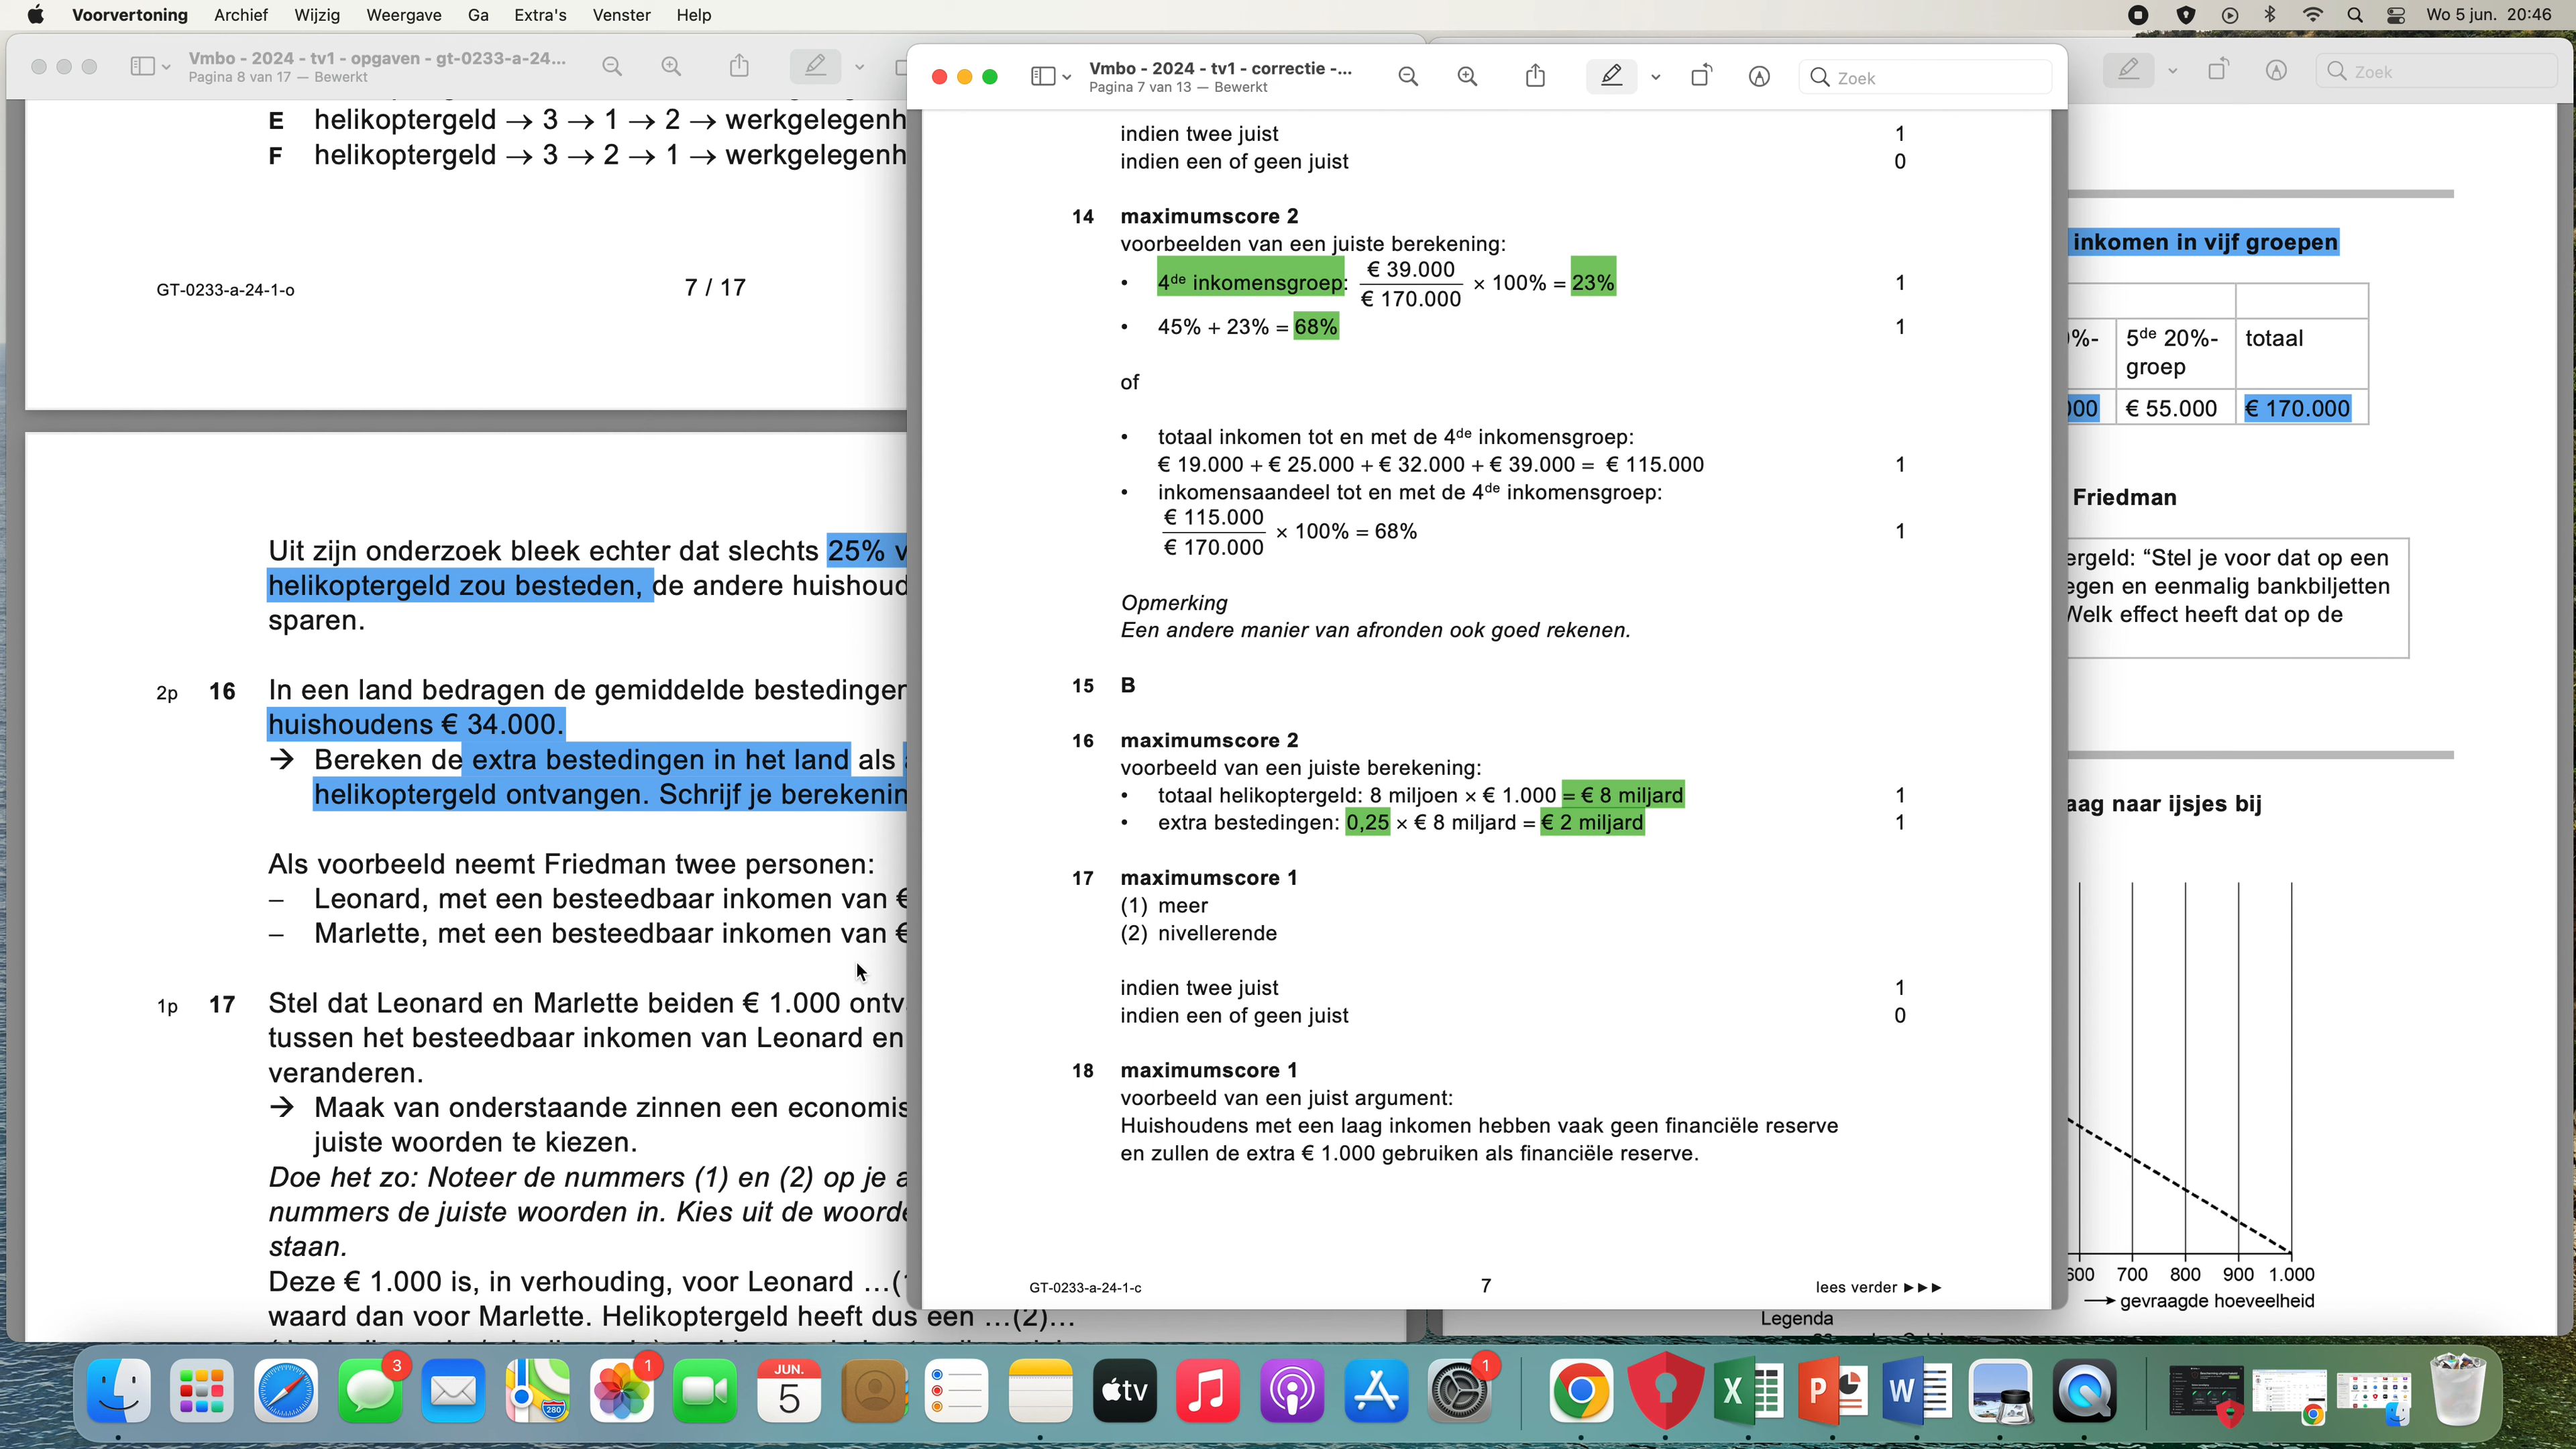 Voorvertoning Archief Wijzig Weergave Ga Extra's Venster Help Wo 5 jun. 20:46
Vmbo - 2024 - tv1 - opgaven - gt-0233-a-24...
Pagina 8 van 17 — Bewerkt
E helikoptergeld → 3 → 1 → 2 →
F helikoptergeld → 3 → 2 → 1 →
GT-0233-a-24-1-o 7 / 17
Uit zijn onderzoek bleek echter dat slechts 25%
helikoptergeld zou besteden, de andere
sparen.
2p 16 In een land bedragen de gemiddelde
huishoudens € 34.000.
→ Bereken de extra bestedingen in het land als
helikoptergeld ontvangen. Schrijf je
Als voorbeeld neemt Friedman twee personen:
– Leonard, met een besteedbaar inkomen van €
– Marlette, met een besteedbaar inkomen van €
1p 17 Stel dat Leonard en Marlette beiden € 1.000
tussen het besteedbaar inkomen van Leonard en
veranderen.
→ Maak van onderstaande zinnen een
juiste woorden te kiezen.
Doe het zo: Noteer de nummers (1) en (2) op je
nummers de juiste woorden in. Kies uit de
staan.
Deze € 1.000 is, in verhouding, voor Leonard …(
waard dan voor Marlette. Helikoptergeld heeft dus een …(2)…
Vmbo - 2024 - tv1 - correctie -...
Pagina 7 van 13 — Bewerkt
Zoek
indien twee juist 1
indien een of geen juist 0
14 maximumscore 2
voorbeelden van een juiste berekening:
• 4de inkomensgroep: € 39.000 / € 170.000 × 100% = 23% 1
• 45% + 23% = 68% 1
of
• totaal inkomen tot en met de 4de inkomensgroep:
€ 19.000 + € 25.000 + € 32.000 + € 39.000 = € 115.000 1
• inkomensaandeel tot en met de 4de inkomensgroep:
€ 115.000 / € 170.000 × 100% = 68% 1
Opmerking
Een andere manier van afronden ook goed rekenen.
15 B
16 maximumscore 2
voorbeeld van een juiste berekening:
• totaal helikoptergeld: 8 miljoen × € 1.000 = € 8 miljard 1
• extra bestedingen: 0,25 × € 8 miljard = € 2 miljard 1
17 maximumscore 1
(1) meer
(2) nivellerende
indien twee juist 1
indien een of geen juist 0
18 maximumscore 1
voorbeeld van een juist argument:
Huishoudens met een laag inkomen hebben vaak geen financiële reserve
en zullen de extra € 1.000 gebruiken als financiële reserve.
GT-0233-a-24-1-c 7 lees verder ►►►
Zoek
inkomen in vijf groepen
%- 5de 20%- totaal
groep
000 € 55.000 € 170.000
Friedman
ergeld: “Stel je voor dat op een
egen en eenmalig bankbiljetten
Welk effect heeft dat op de
aag naar ijsjes bij
600 700 800 900 1.000
→ gevraagde hoeveelheid
Legenda
3
280
1
JUN.
5
tv
1
X
P
W